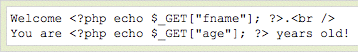 Welcome <?php echo $_GET["fname"]; ?>.<br />
You are <?php echo $_GET["age"]; ?> years old!